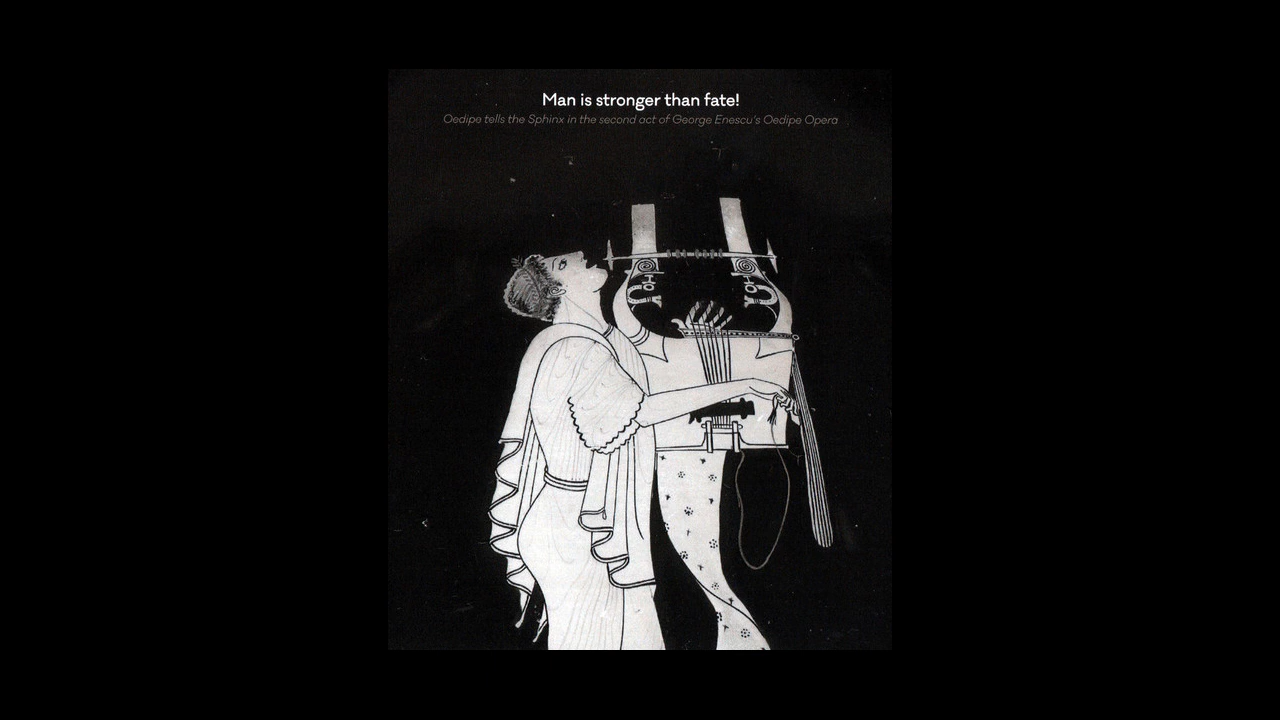 Man is stronger than fate!
Oedipe tells the Sphinx in the second act of George Enescu's Oedipe Opera